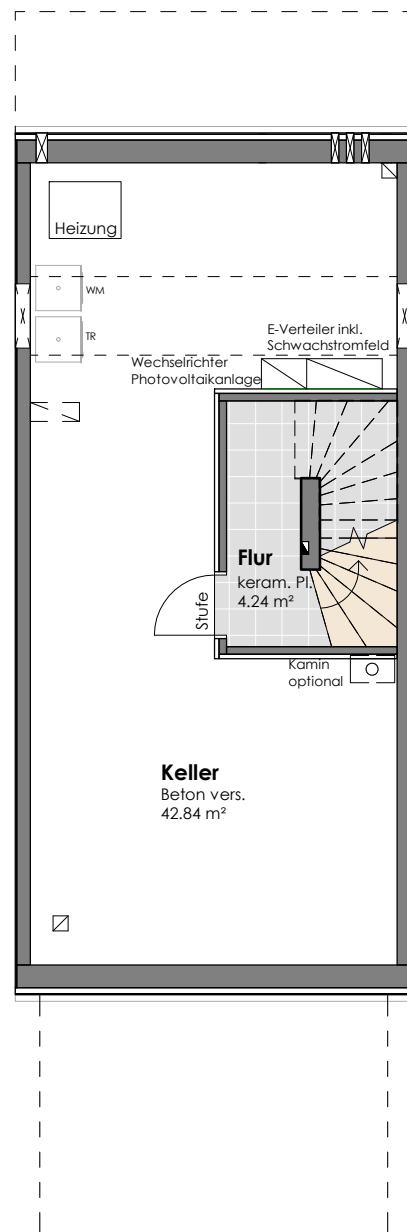 Heizung
WM
TR
E-Verteiler inkl.
Schwachstromfeld
Wechselrichter
Photovoltaikanlage
Flur
keram. Pl.
4.24 m²
Stufe
Kamin
optional
Keller
Beton vers.
42.84 m²